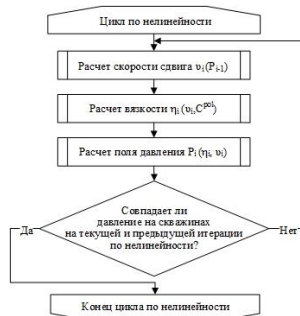 Цикл по нелинейности
Расчет скорости сдвига υᵢ(Pᵢ₋₁)
Расчет вязкости ηᵢ (υᵢ,Cᵖᵒˡ)
Расчет поля давления Pᵢ (ηᵢ, υᵢ)
Совпадает ли
давление на скважинах
на текущей и предыдущей итерации
по нелинейности?
Да
Нет
Конец цикла по нелинейности